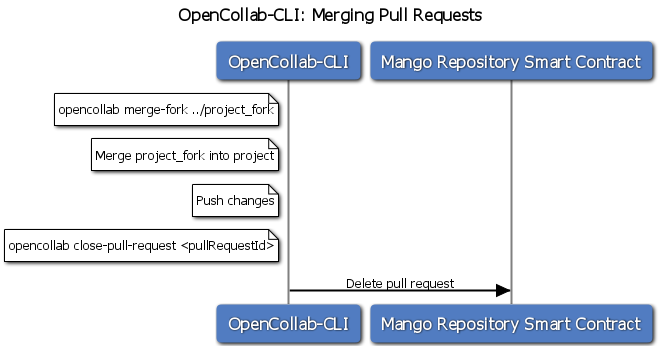 OpenCollab-CLI: Merging Pull Requests
OpenCollab-CLI
Mango Repository Smart Contract
opencollab merge-fork ../project_fork
Merge project_fork into project
Push changes
opencollab close-pull-request <pullRequestId>
Delete pull request
OpenCollab-CLI
Mango Repository Smart Contract